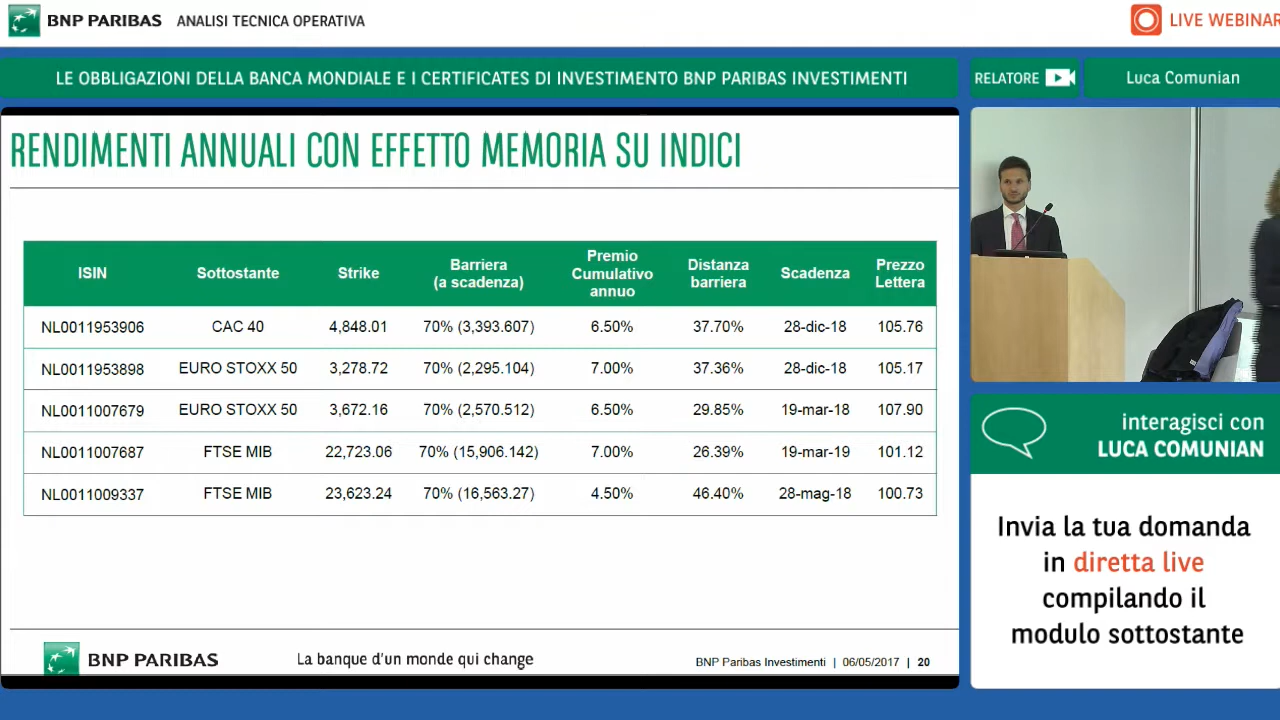 BNP PARIBAS ANALISI TECNICA OPERATIVA
LIVE WEBINAR
LE OBBLIGAZIONI DELLA BANCA MONDIALE E I CERTIFICATES DI INVESTIMENTO BNP PARIBAS INVESTIMENTI
RELATORE
Luca Comunian
RENDIMENTI ANNUALI CON EFFETTO MEMORIA SU INDICI
ISIN Sottostante Strike Barriera (a scadenza) Premio Cumulativo annuo Distanza barriera Scadenza Prezzo Lettera
NL0011953906 CAC 40 4,848.01 70% (3,393.607) 6.50% 37.70% 28-dic-18 105.76
NL0011953898 EURO STOXX 50 3,278.72 70% (2,295.104) 7.00% 37.36% 28-dic-18 105.17
NL0011007679 EURO STOXX 50 3,672.16 70% (2,570.512) 6.50% 29.85% 19-mar-18 107.90
NL0011007687 FTSE MIB 22,723.06 70% (15,906.142) 7.00% 26.39% 19-mar-19 101.12
NL0011009337 FTSE MIB 23,623.24 70% (16,563.27) 4.50% 46.40% 28-mag-18 100.73
BNP PARIBAS
La banque d'un monde qui change
BNP Paribas Investimenti | 06/05/2017 | 20
interagisci con
LUCA COMUNIAN
Invia la tua domanda
in diretta live
compilando il
modulo sottostante